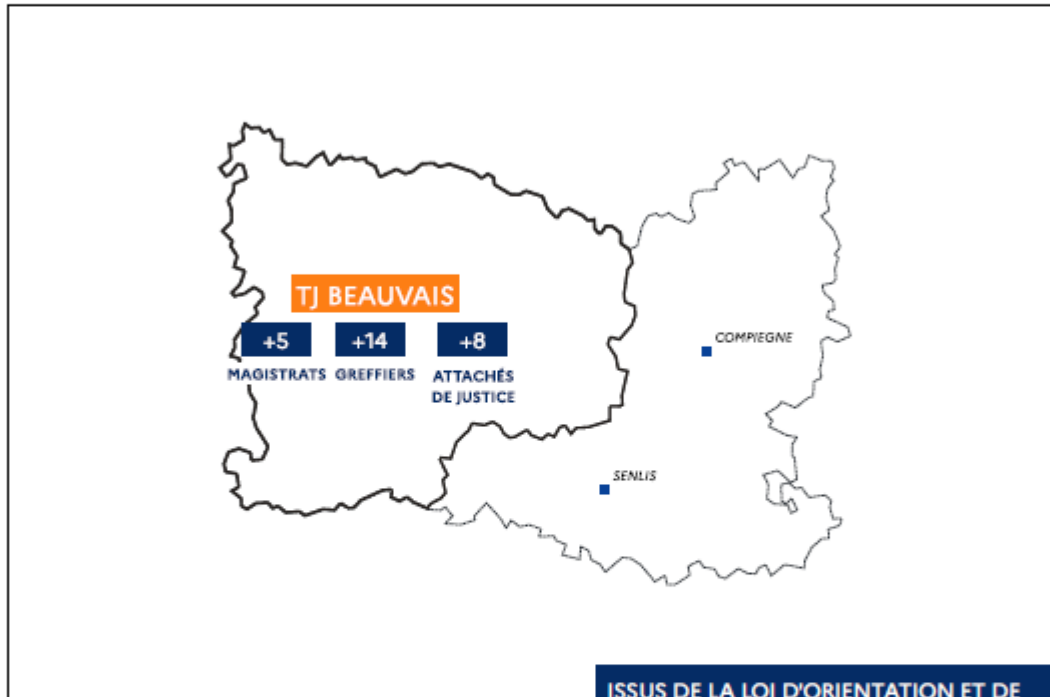 TJ BEAUVAIS
+5
+14
+8
MAGISTRATS
GREFFIERS
ATTACHÉS
DE JUSTICE
COMPIEGNE
SENLIS
ISSUS DE LA LOI D'ORIENTATION ET DE